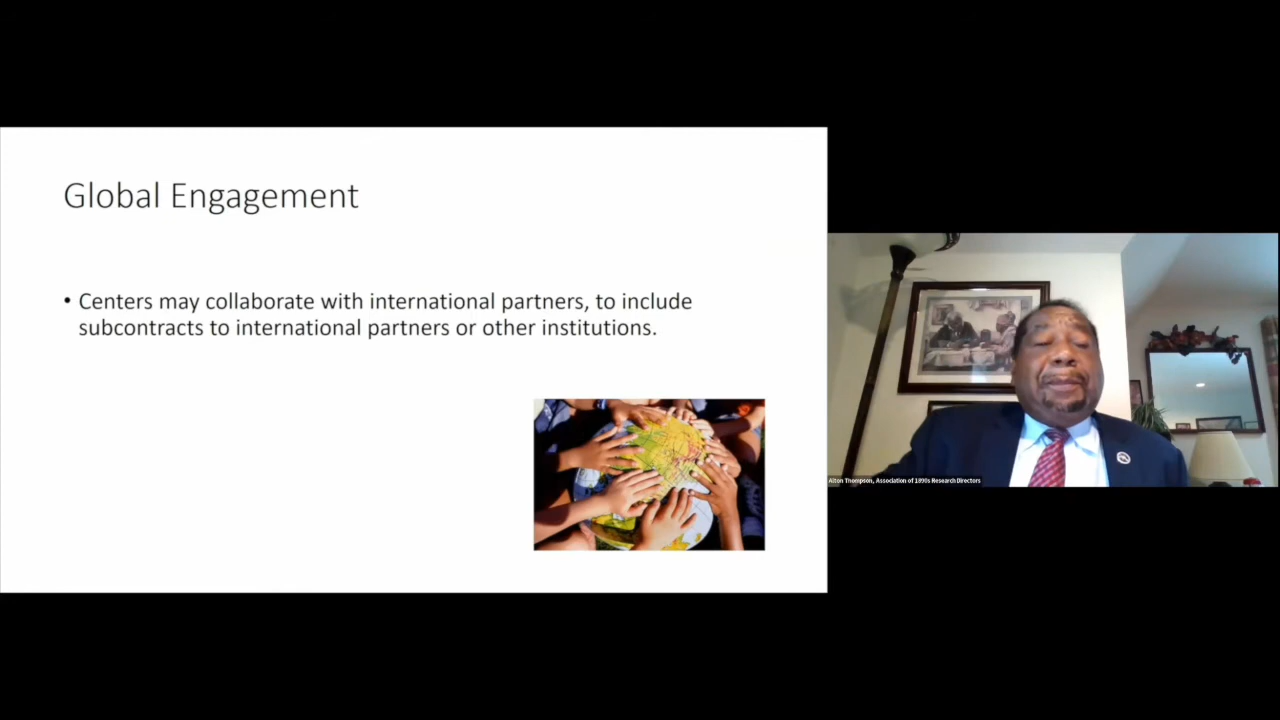 Global Engagement
• Centers may collaborate with international partners, to include
subcontracts to international partners or other institutions.
Alton Thompson, Association of 1890s Research Directors